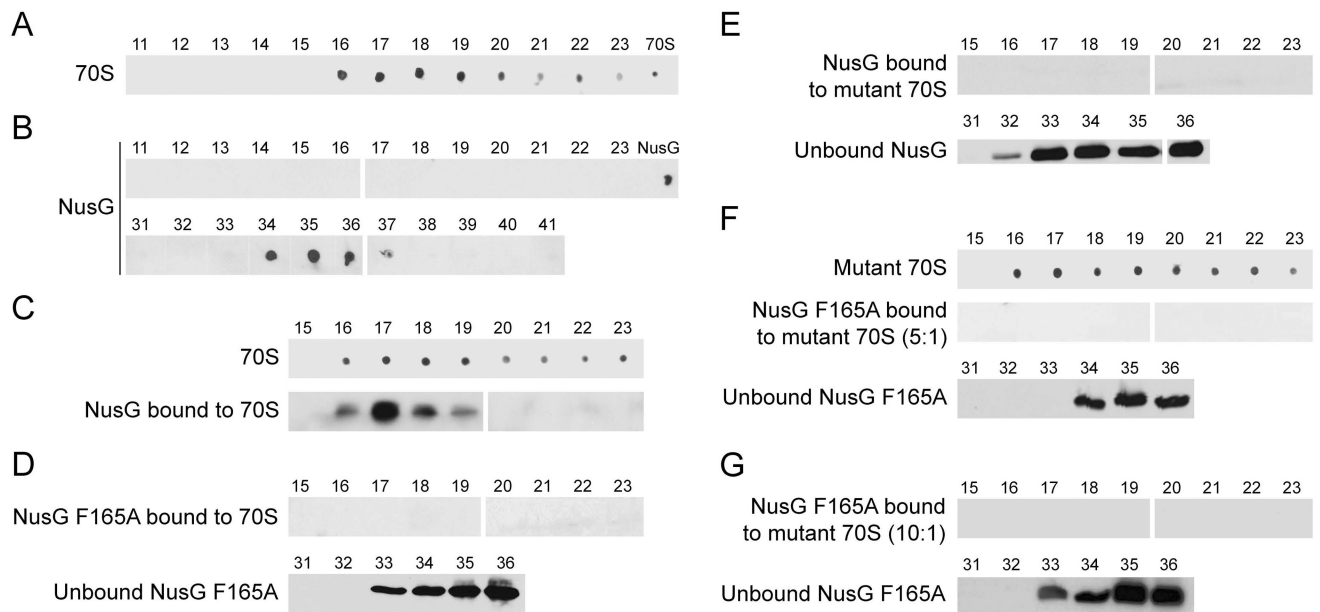 A
11 12 13 14 15 16 17 18 19 20 21 22 23 70S
70S
B
11 12 13 14 15 16 17 18 19 20 21 22 23 NusG
NusG
31 32 33 34 35 36 37 38 39 40 41
C
15 16 17 18 19 20 21 22 23
70S
NusG bound to 70S
D
15 16 17 18 19 20 21 22 23
NusG F165A bound to 70S
31 32 33 34 35 36
Unbound NusG F165A
E
15 16 17 18 19 20 21 22 23
NusG bound
to mutant 70S
31 32 33 34 35 36
Unbound NusG
F
15 16 17 18 19 20 21 22 23
Mutant 70S
NusG F165A bound
to mutant 70S (5:1)
31 32 33 34 35 36
Unbound NusG F165A
G
15 16 17 18 19 20 21 22 23
NusG F165A bound
to mutant 70S (10:1)
31 32 33 34 35 36
Unbound NusG F165A